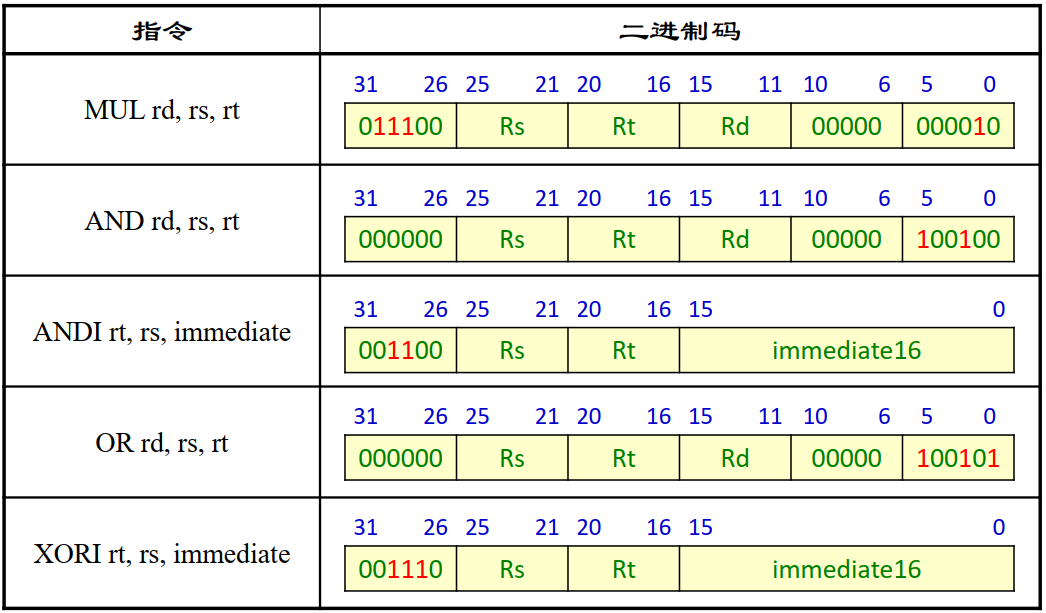 指令 二进制码
31 26 25 21 20 16 15 11 10 6 5 0
MUL rd, rs, rt 011100 Rs Rt Rd 00000 000010
31 26 25 21 20 16 15 11 10 6 5 0
AND rd, rs, rt 000000 Rs Rt Rd 00000 100100
31 26 25 21 20 16 15 0
ANDI rt, rs, immediate 001100 Rs Rt immediate16
31 26 25 21 20 16 15 11 10 6 5 0
OR rd, rs, rt 000000 Rs Rt Rd 00000 100101
31 26 25 21 20 16 15 0
XORI rt, rs, immediate 001110 Rs Rt immediate16